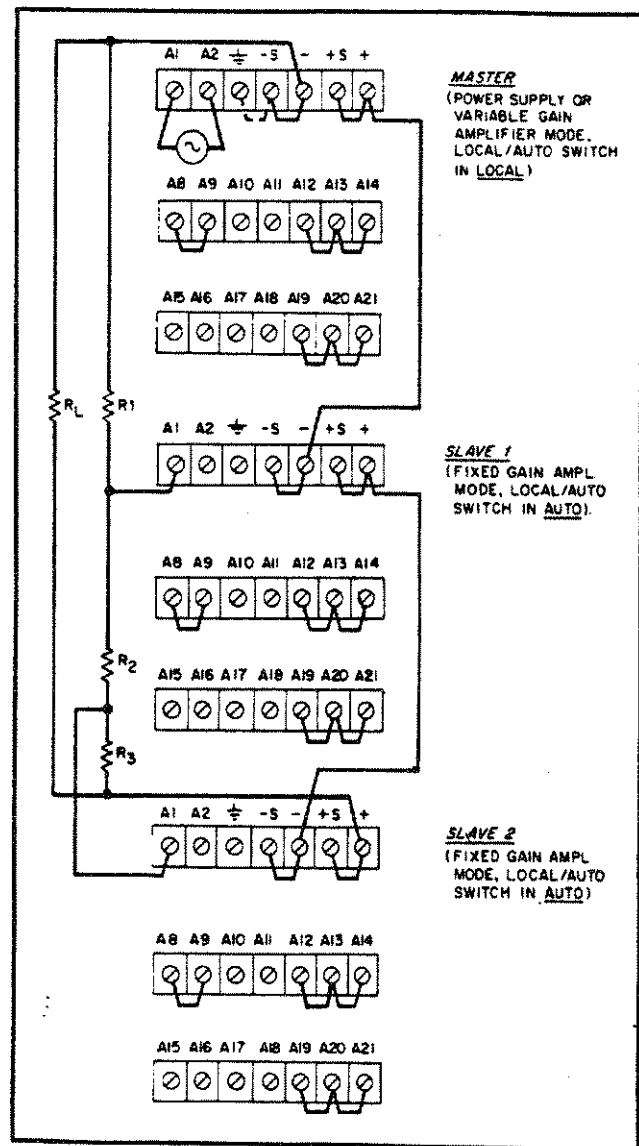 A1 A2 ⏚ -S - +S +
MASTER
(POWER SUPPLY OR
VARIABLE GAIN
AMPLIFIER MODE,
LOCAL/AUTO SWITCH
IN LOCAL)
A8 A9 A10 A11 A12 A13 A14
A15 A16 A17 A18 A19 A20 A21
RL
R1
A1 A2 ⏚ -S - +S +
SLAVE 1
(FIXED GAIN AMPL
MODE, LOCAL/AUTO
SWITCH IN AUTO).
A8 A9 A10 A11 A12 A13 A14
R2
A15 A16 A17 A18 A19 A20 A21
R3
A1 A2 ⏚ -S - +S +
SLAVE 2
(FIXED GAIN AMPL
MODE, LOCAL/AUTO
SWITCH IN AUTO)
A8 A9 A10 A11 A12 A13 A14
A15 A16 A17 A18 A19 A20 A21